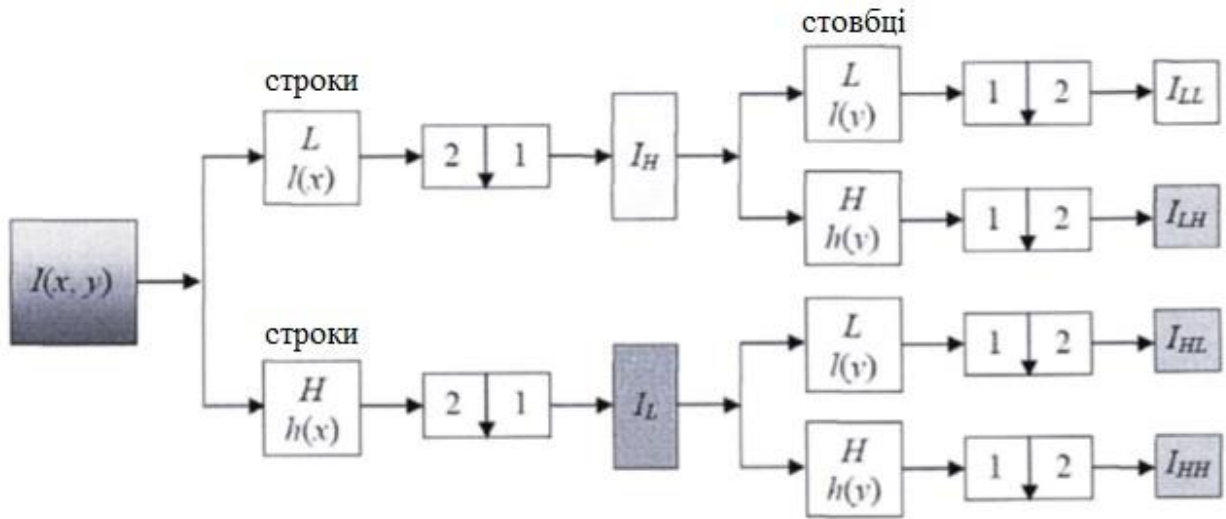 стовбці
строки
L
l(x)
2 1
I_H
L
l(y)
1 2
I_LL
H
h(y)
1 2
I_LH
I(x, y)
строки
H
h(x)
2 1
I_L
L
l(y)
1 2
I_HL
H
h(y)
1 2
I_HH